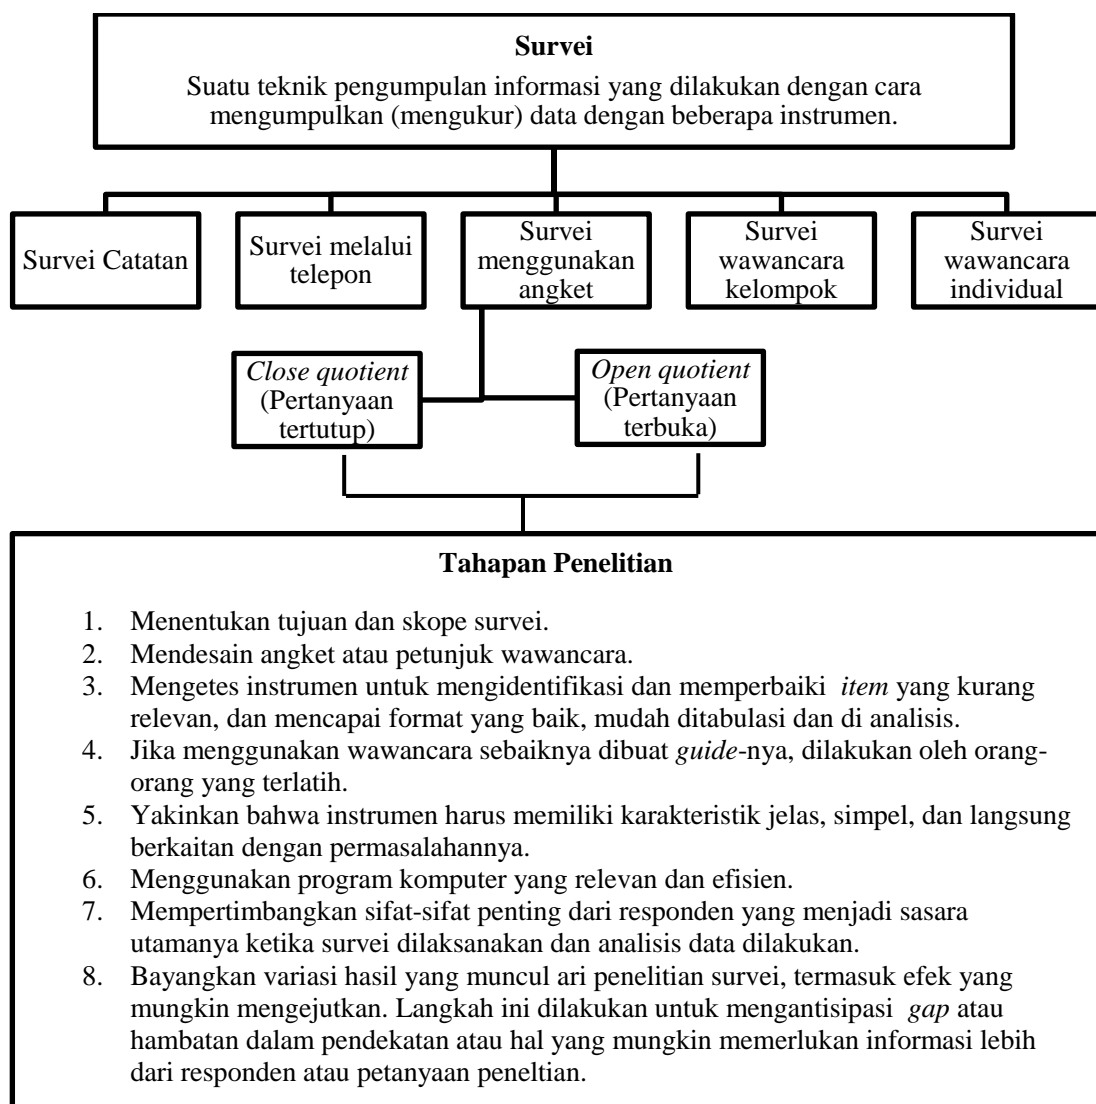 Survei
Suatu teknik pengumpulan informasi yang dilakukan dengan cara
mengumpulkan (mengukur) data dengan beberapa instrumen.
Survei Catatan
Survei melalui
telepon
Survei
menggunakan
angket
Survei
wawancara
kelompok
Survei
wawancara
individual
Close quotient
(Pertanyaan
tertutup)
Open quotient
(Pertanyaan
terbuka)
Tahapan Penelitian
1. Menentukan tujuan dan skope survei.
2. Mendesain angket atau petunjuk wawancara.
3. Mengetes instrumen untuk mengidentifikasi dan memperbaiki item yang kurang
relevan, dan mencapai format yang baik, mudah ditabulasi dan di analisis.
4. Jika menggunakan wawancara sebaiknya dibuat guide-nya, dilakukan oleh orang-
orang yang terlatih.
5. Yakinkan bahwa instrumen harus memiliki karakteristik jelas, simpel, dan langsung
berkaitan dengan permasalahannya.
6. Menggunakan program komputer yang relevan dan efisien.
7. Mempertimbangkan sifat-sifat penting dari responden yang menjadi sasara
utamanya ketika survei dilaksanakan dan analisis data dilakukan.
8. Bayangkan variasi hasil yang muncul ari penelitian survei, termasuk efek yang
mungkin mengejutkan. Langkah ini dilakukan untuk mengantisipasi gap atau
hambatan dalam pendekatan atau hal yang mungkin memerlukan informasi lebih
dari responden atau petanyaan peneltian.